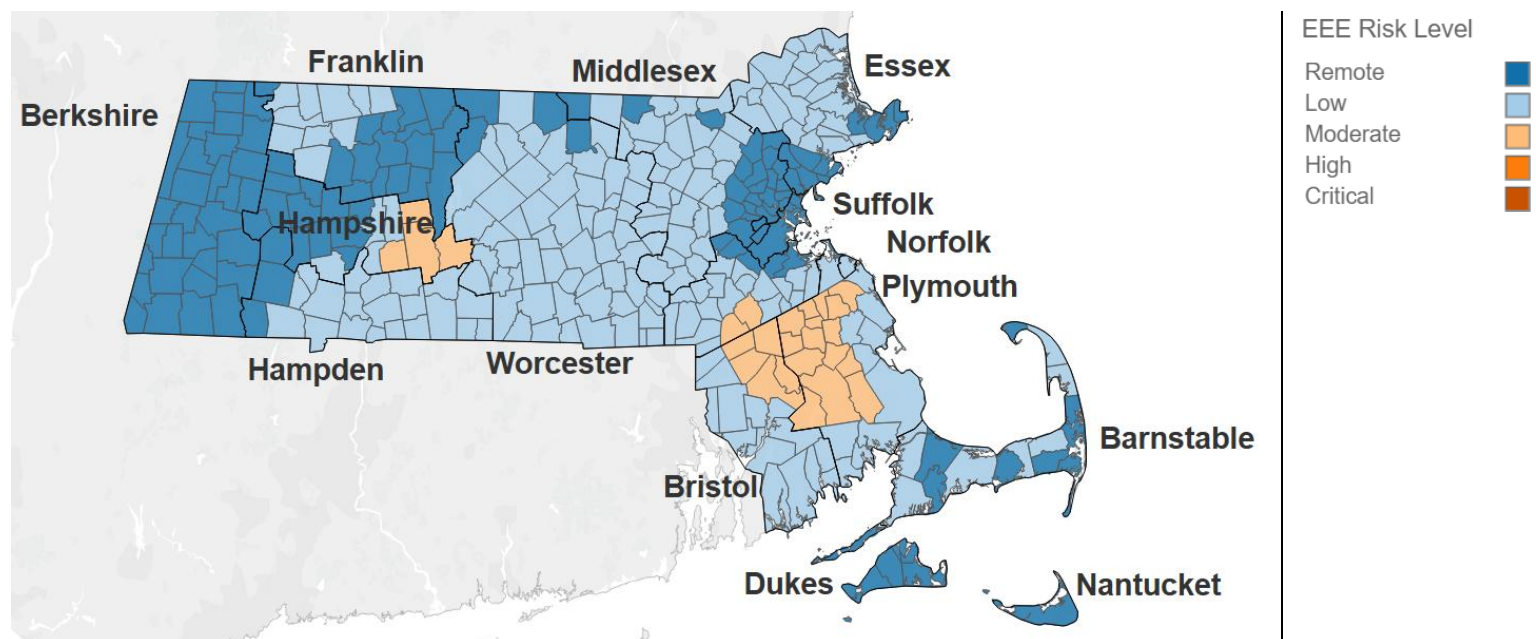 Franklin
Middlesex
Essex
Berkshire
Suffolk
Hampshire
Norfolk
Plymouth
Hampden
Worcester
Barnstable
Bristol
Dukes
Nantucket
EEE Risk Level
Remote
Low
Moderate
High
Critical